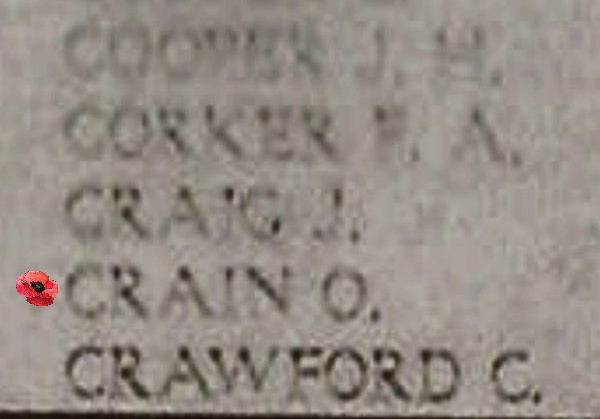 COOPER J. H.
CORKER F. A.
CRAIG J.
CRAIN O.
CRAWFORD C.